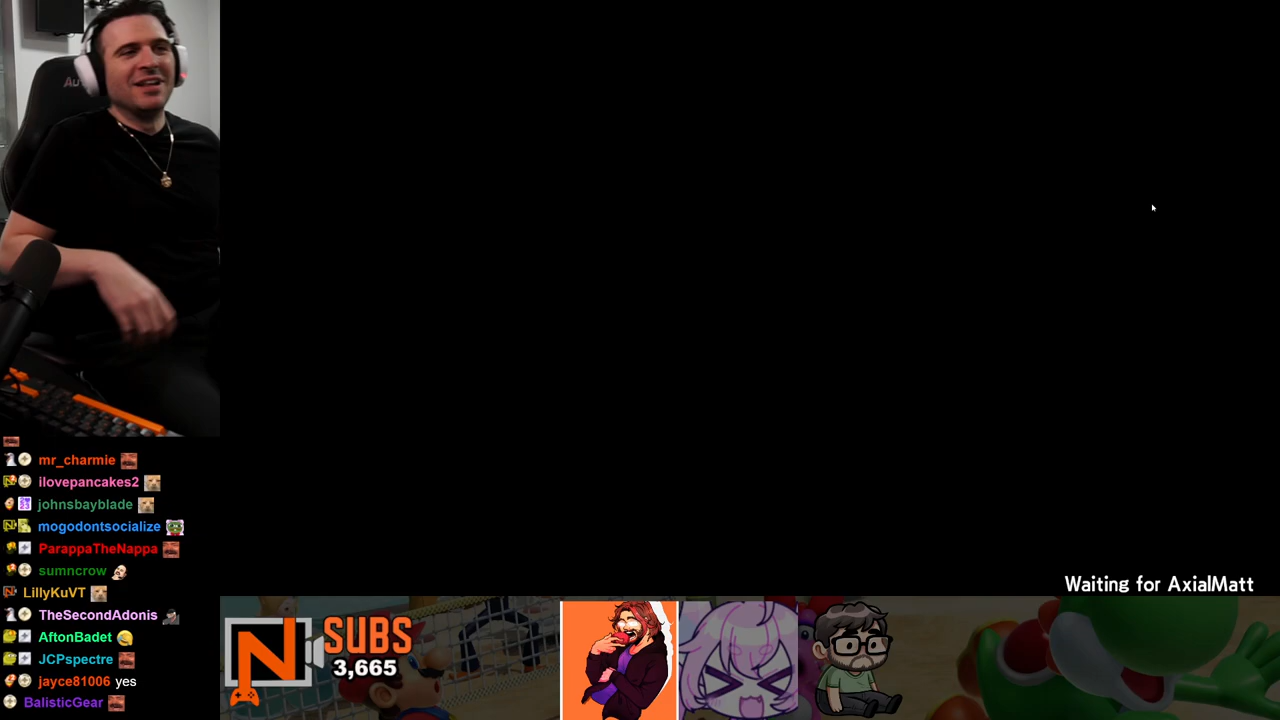 AU
mr_charmie
ilovepancakes2
johnsbayblade
mogodontsocialize
ParappaTheNappa
sumncrow
LillyKuVT
TheSecondAdonis
AftonBadet
JCPspectre
jayce81006 yes
BalisticGear
Waiting for AxialMatt
N
SUBS
3,665